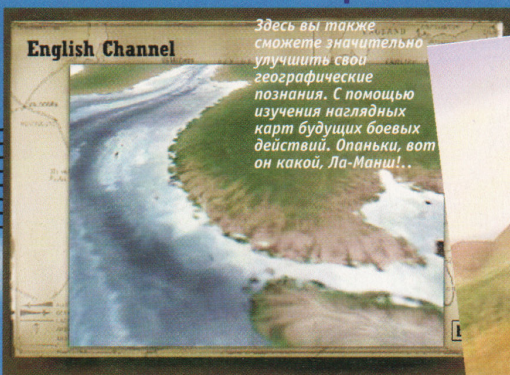 English Channel
Здесь вы также
сможете значительно
улучшить свои
географические
познания. С помощью
изучения наглядных
карт будущих боевых
действий. Опаньки, вот
он какой, Ла-Манш!..